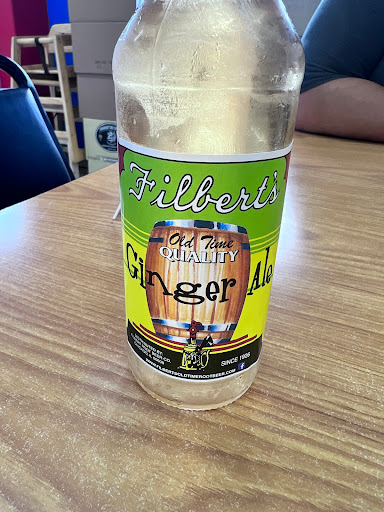 Filbert's
Old Time
QUALITY
Ginger Ale
SINCE 1926